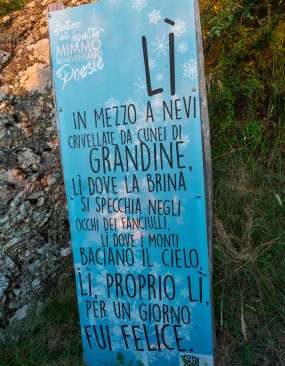 Sentiero
della legalità
MIMMO
BENEVENTANO
Poesie
LÌ
IN MEZZO A NEVI
CRIVELLATE DA CUNEI DI
GRANDINE,
LÌ DOVE LA BRINA
SI SPECCHIA NEGLI
OCCHI DEI FANCIULLI,
LÌ DOVE I MONTI
BACIANO IL CIELO,
LÌ, PROPRIO LÌ,
PER UN GIORNO
FUI FELICE.